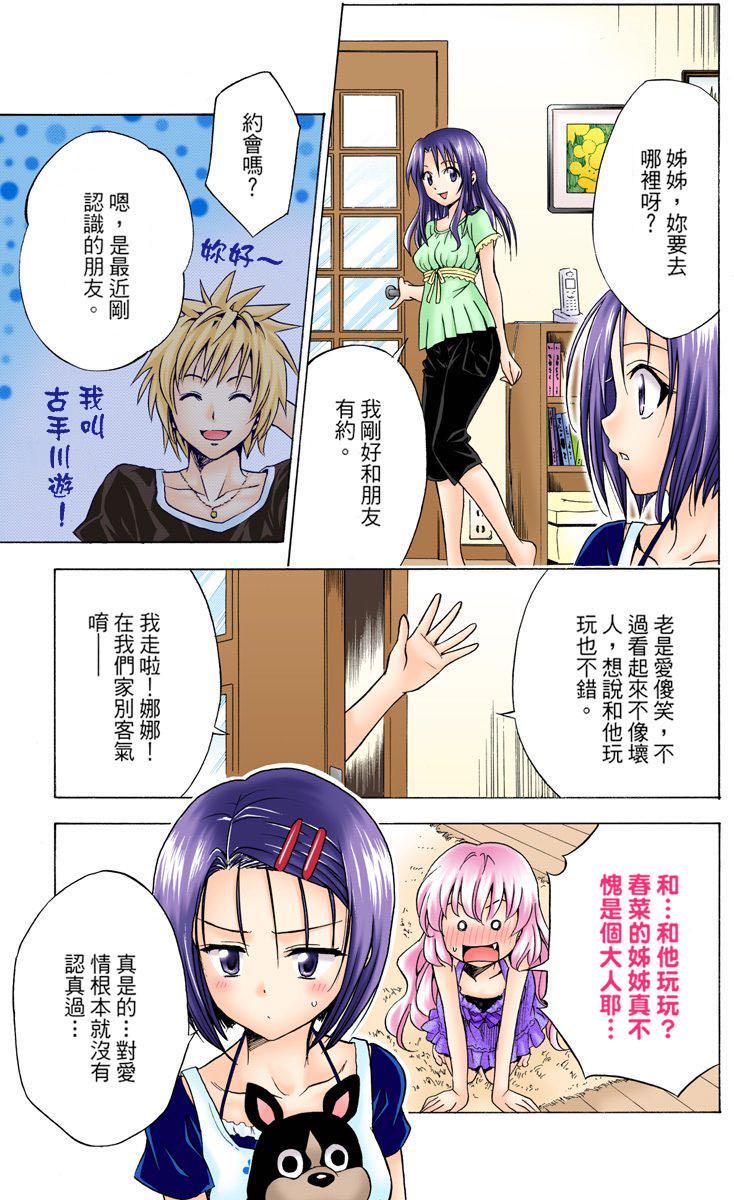 姊姊，妳要去
哪裡呀？
我剛好和朋友
有約。
約會嗎？
嗯，是最近剛
認識的朋友。
妳好～
我叫
古手川遊！
老是愛傻笑，不
過看起來不像壞
人，想說和他玩
玩也不錯。
我走啦！娜娜！
在我們家別客氣
唷——
和…和他玩玩？
春菜的姊姊真不
愧是個大人耶…
真是的…對愛
情根本就沒有
認真過…